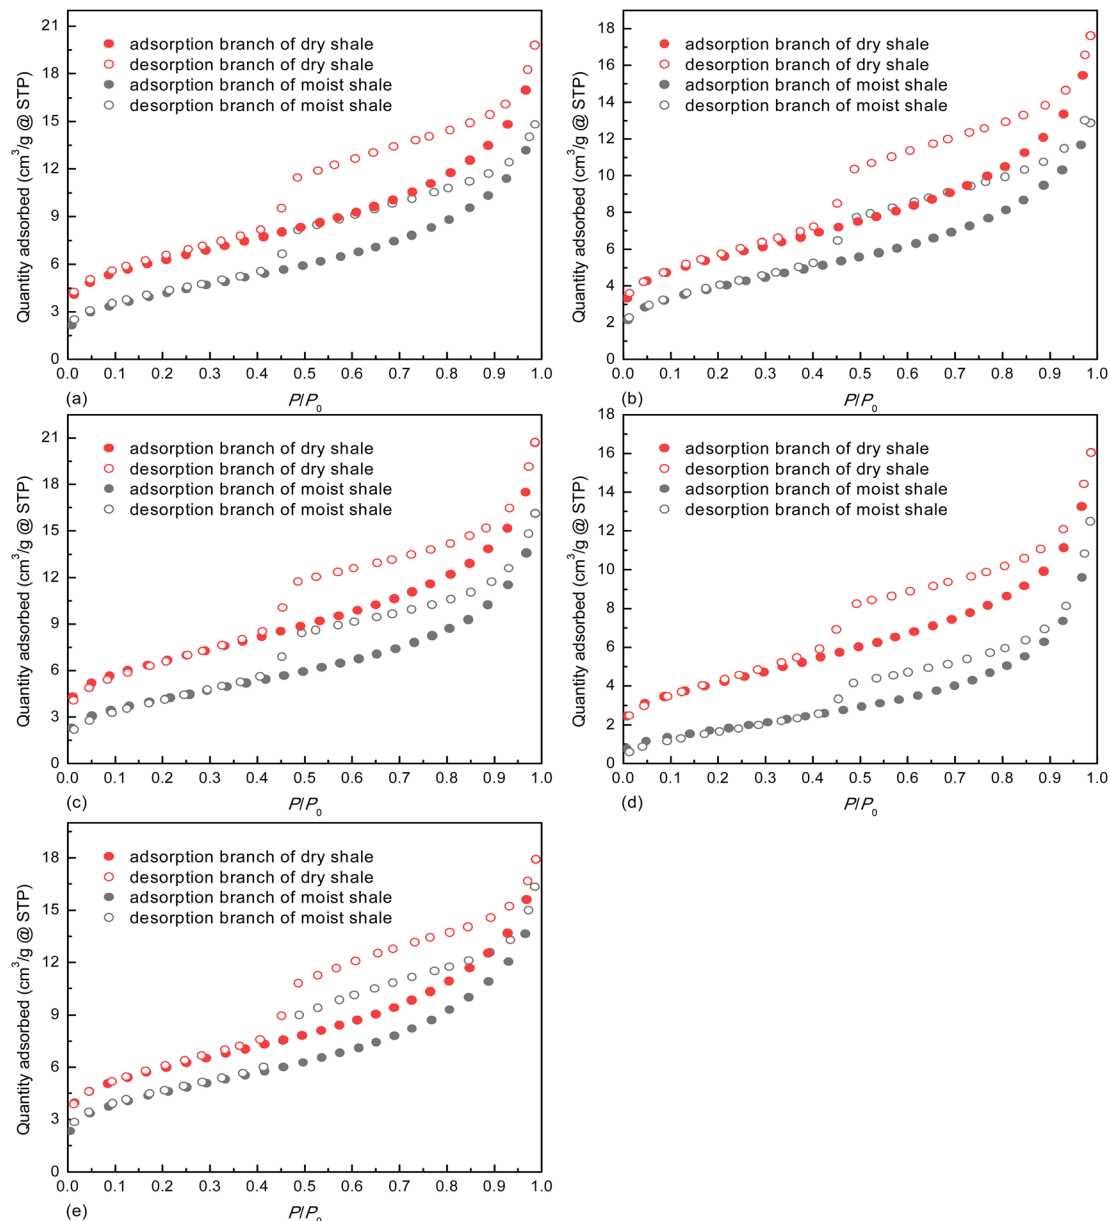 21
18
15
12
9
6
3
0
Quantity adsorbed (cm³/g @ STP)
adsorption branch of dry shale
desorption branch of dry shale
adsorption branch of moist shale
desorption branch of moist shale
0.0 0.1 0.2 0.3 0.4 0.5 0.6 0.7 0.8 0.9 1.0
(a)
P/P₀
18
16
14
12
10
8
6
4
2
0
Quantity adsorbed (cm³/g @ STP)
adsorption branch of dry shale
desorption branch of dry shale
adsorption branch of moist shale
desorption branch of moist shale
0.0 0.1 0.2 0.3 0.4 0.5 0.6 0.7 0.8 0.9 1.0
(b)
P/P₀
21
18
15
12
9
6
3
0
Quantity adsorbed (cm³/g @ STP)
adsorption branch of dry shale
desorption branch of dry shale
adsorption branch of moist shale
desorption branch of moist shale
0.0 0.1 0.2 0.3 0.4 0.5 0.6 0.7 0.8 0.9 1.0
(c)
P/P₀
18
16
14
12
10
8
6
4
2
0
Quantity adsorbed (cm³/g @ STP)
adsorption branch of dry shale
desorption branch of dry shale
adsorption branch of moist shale
desorption branch of moist shale
0.0 0.1 0.2 0.3 0.4 0.5 0.6 0.7 0.8 0.9 1.0
(d)
P/P₀
18
15
12
9
6
3
0
Quantity adsorbed (cm³/g @ STP)
adsorption branch of dry shale
desorption branch of dry shale
adsorption branch of moist shale
desorption branch of moist shale
0.0 0.1 0.2 0.3 0.4 0.5 0.6 0.7 0.8 0.9 1.0
(e)
P/P₀